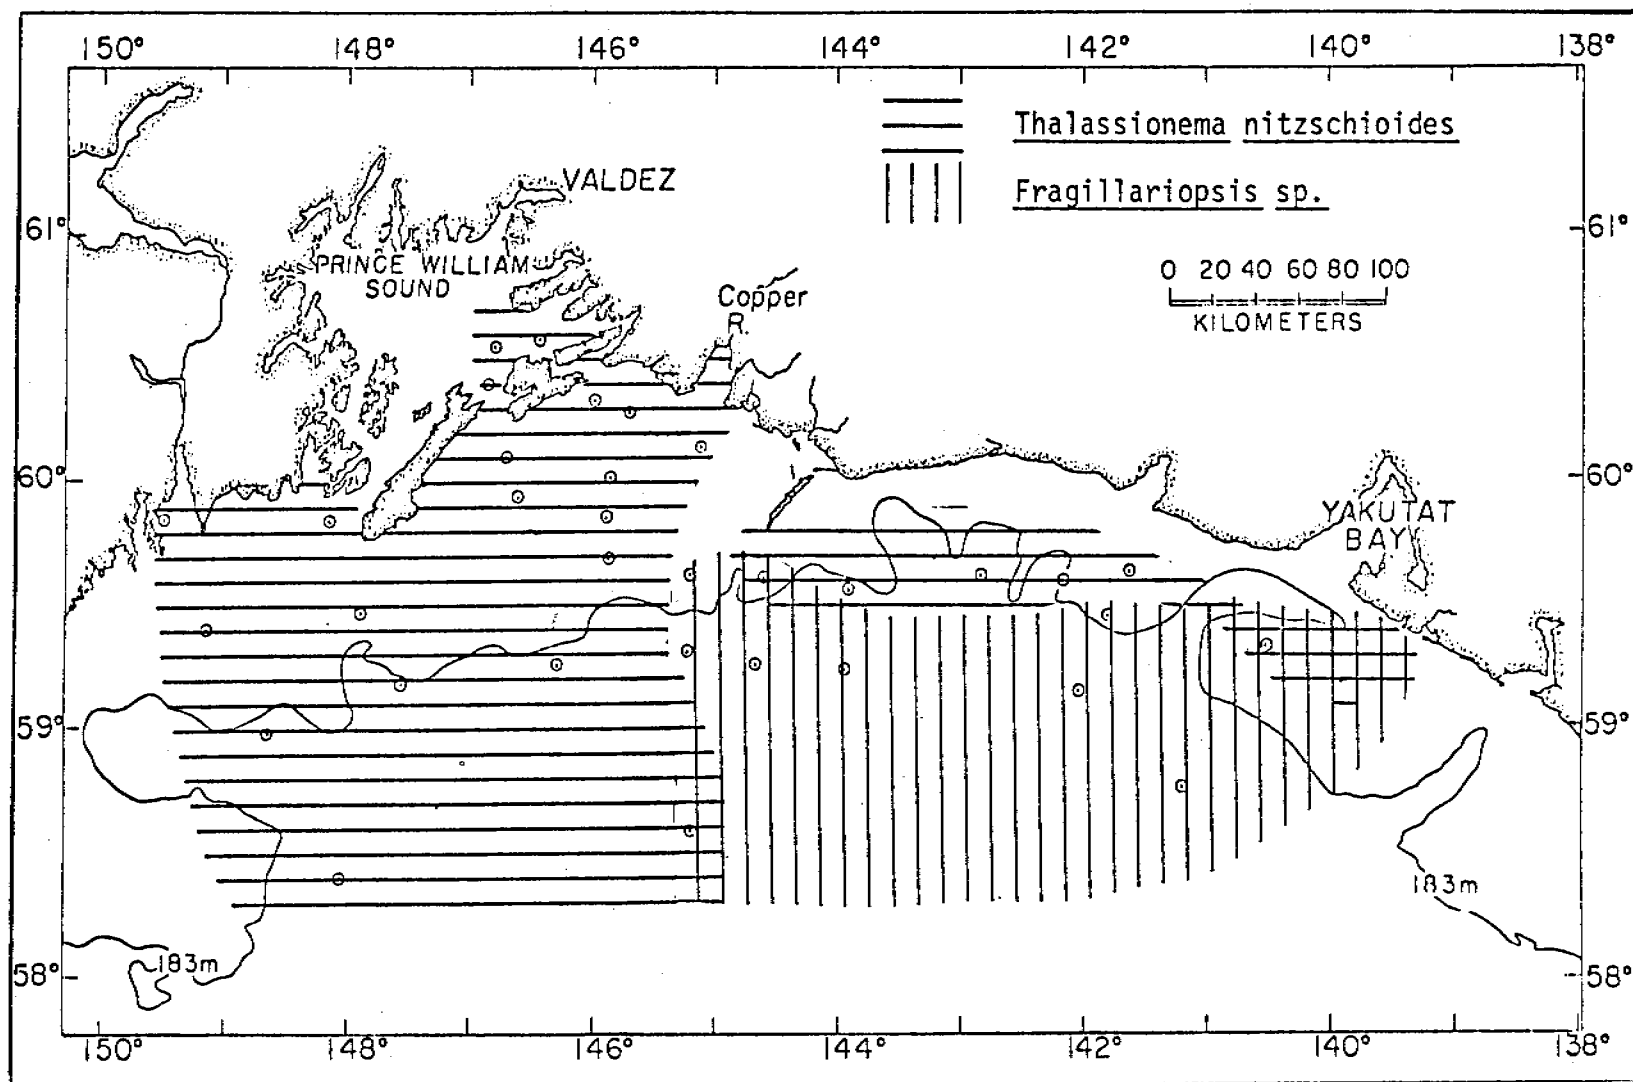 150° 148° 146° 144° 142° 140° 138°
Thalassionema nitzschioides
Fragillariopsis sp.
VALDEZ
61° 61°
PRINCE WILLIAM
SOUND
Copper
R.
0 20 40 60 80 100
KILOMETERS
60° 60°
YAKUTAT
BAY
59° 59°
183m
183m
58° 58°
150° 148° 146° 144° 142° 140° 138°